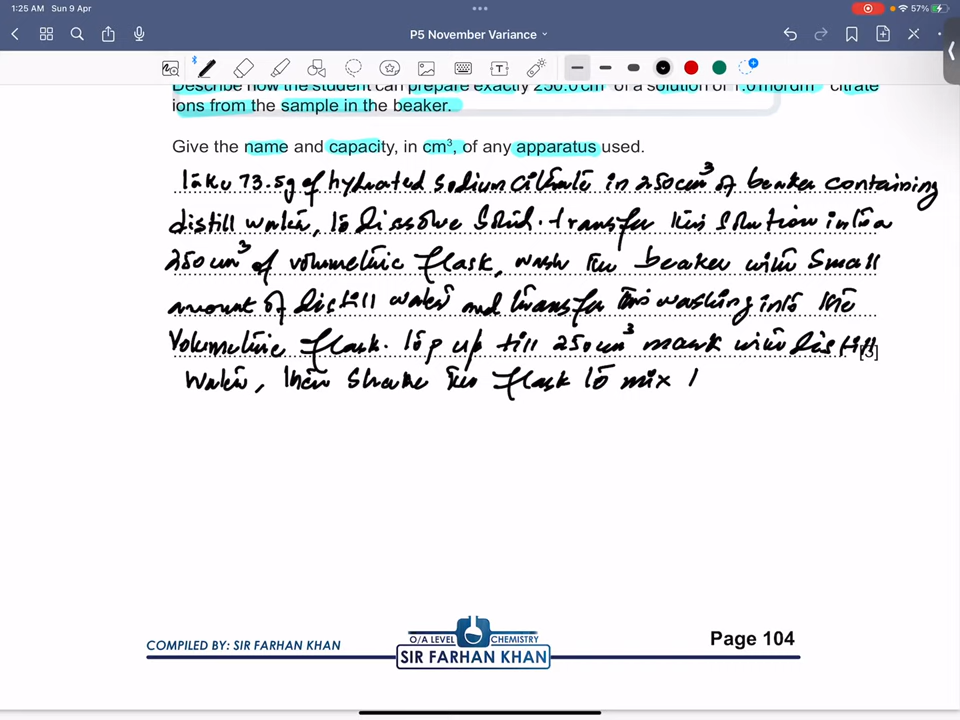 1:25 AM Sun 9 Apr
57%
P5 November Variance
Describe how the student can prepare exactly 250.0 cm³ of a solution of 1.0 mol dm⁻³ citrate
ions from the sample in the beaker.
Give the name and capacity, in cm³, of any apparatus used.
Take 73.5g of hydrated sodium citrate in 250cm³ of beaker containing
distill water, to dissolve solid. transfer this solution into a
250cm³ of volumetric flask, wash the beaker with small
amount of distill water and transfer this washing into the
volumetric flask. Top up till 250cm³ mark with distill
[3]
water, then shake the flask to mix
COMPILED BY: SIR FARHAN KHAN
O/A LEVEL CHEMISTRY
SIR FARHAN KHAN
Page 104